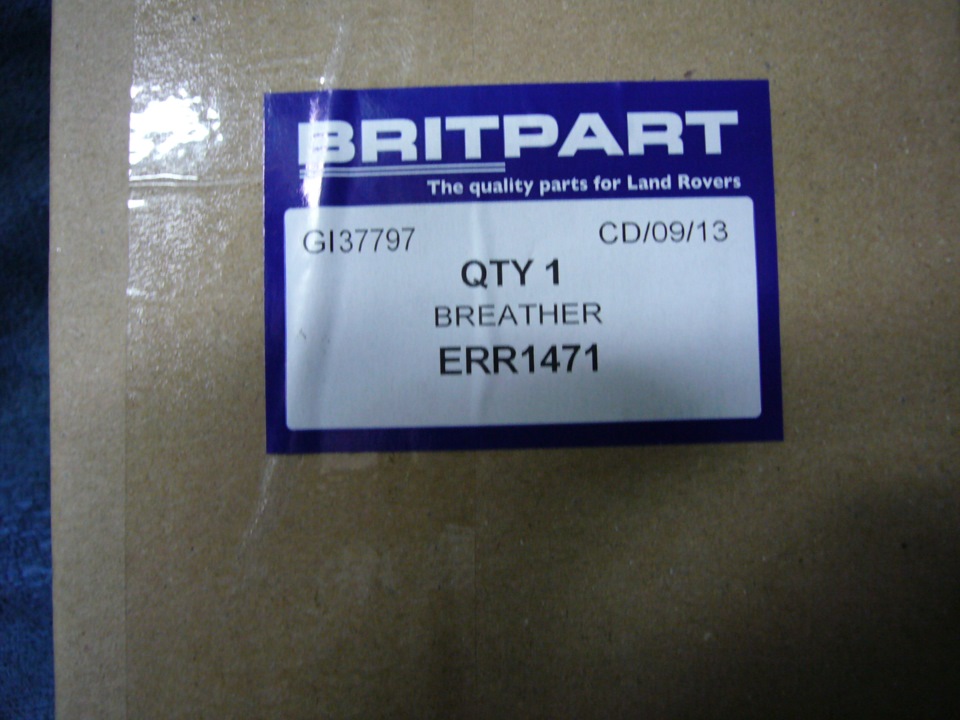 BRITPART
The quality parts for Land Rovers
GI37797 CD/09/13
QTY 1
BREATHER
ERR1471